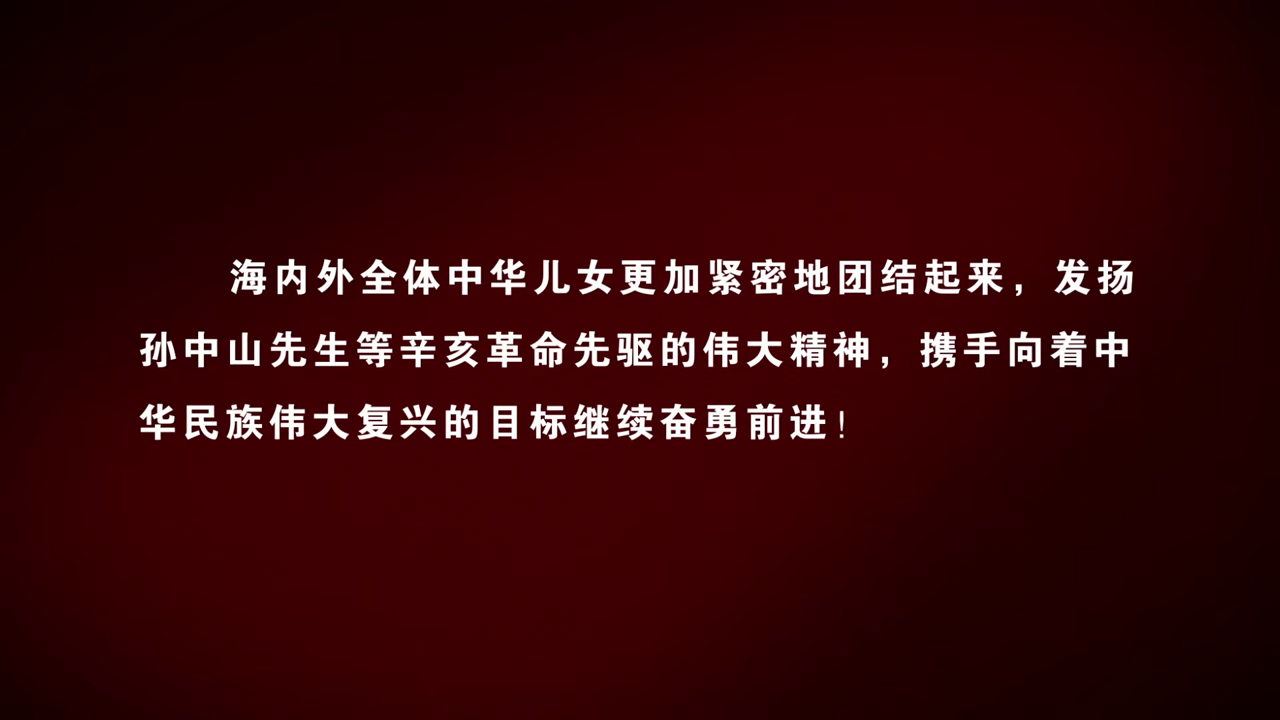 海内外全体中华儿女更加紧密地团结起来，发扬
孙中山先生等辛亥革命先驱的伟大精神，携手向着中
华民族伟大复兴的目标继续奋勇前进！